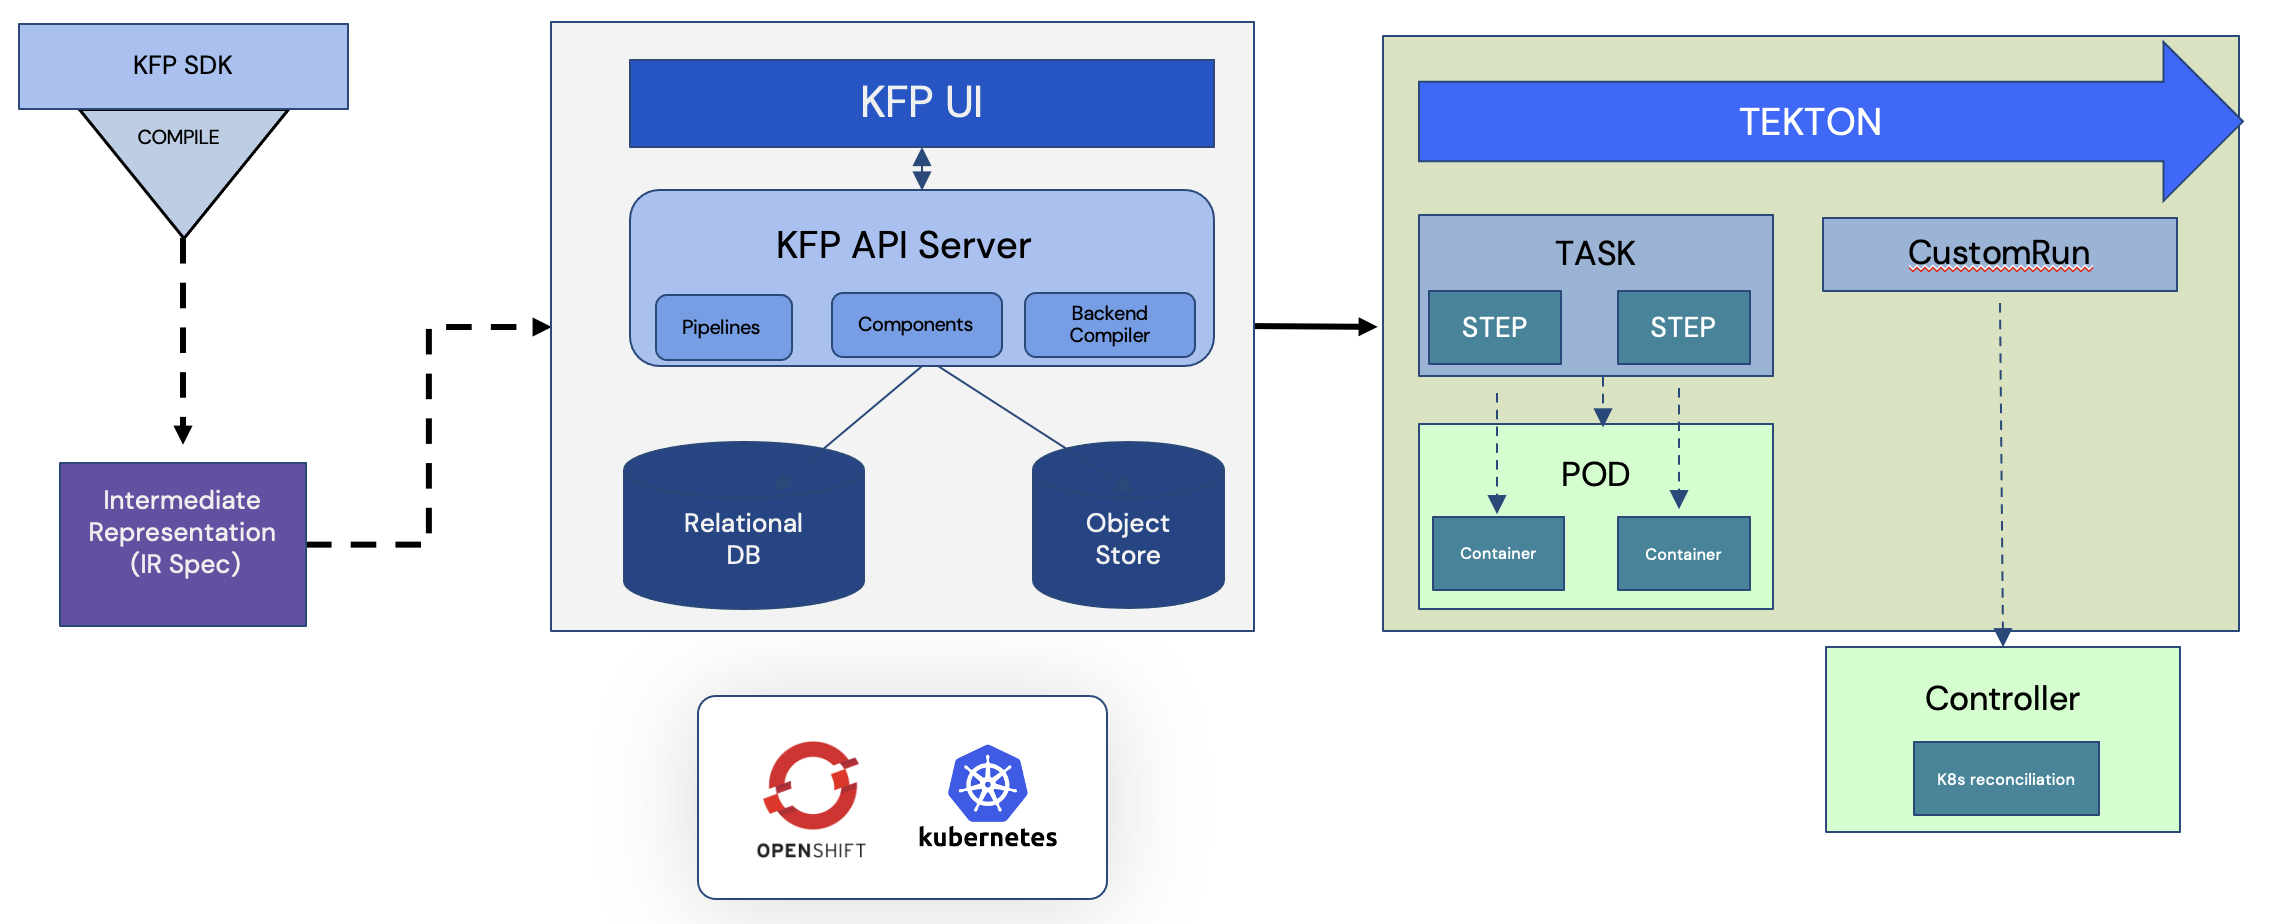 KFP SDK
COMPILE
Intermediate
Representation
(IR Spec)
KFP UI
KFP API Server
Pipelines
Components
Backend
Compiler
Relational
DB
Object
Store
OPENSHIFT
kubernetes
TEKTON
TASK
STEP
STEP
POD
Container
Container
CustomRun
Controller
K8s reconciliation